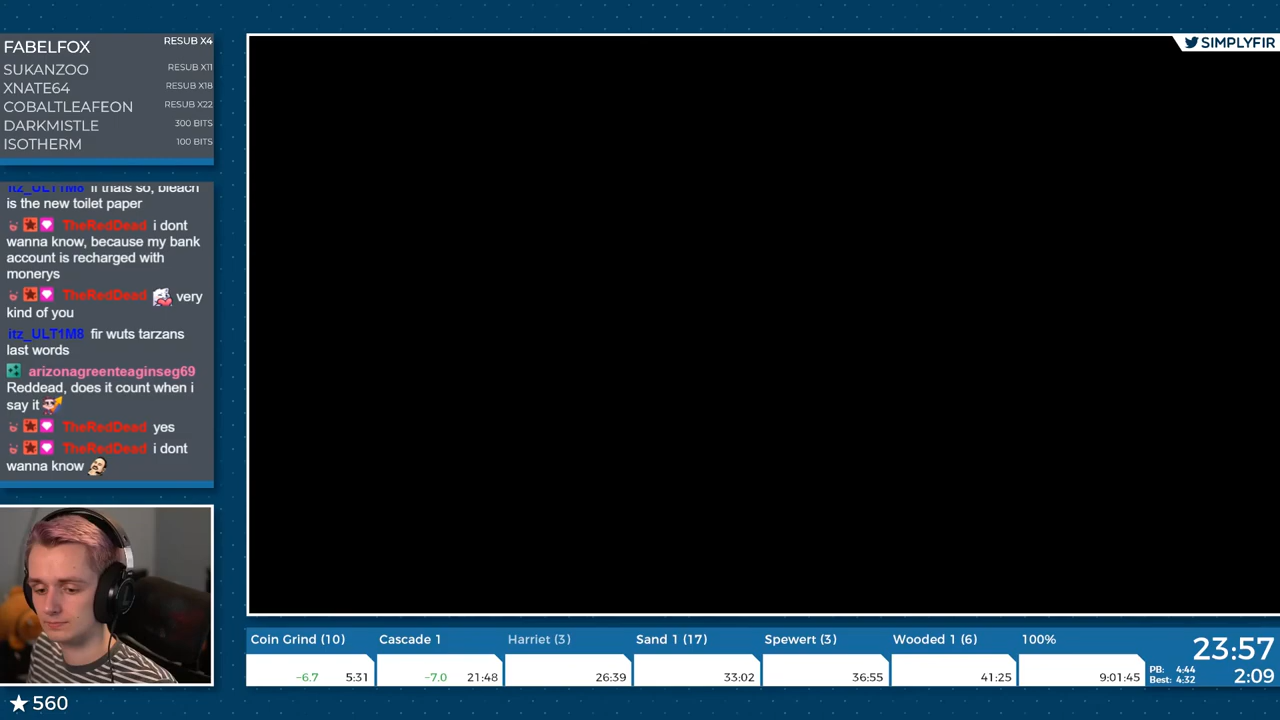 FABELFOX RESUB X4
SUKANZOO RESUB X11
XNATE64 RESUB X18
COBALTLEAFEON RESUB X22
DARKMISTLE 300 BITS
ISOTHERM 100 BITS
SIMPLYFIR
itz_ULT1M8 fir thats so, bleach
is the new toilet paper
TheRedDead i dont
wanna know, because my bank
account is recharged with
monerys
TheRedDead very
kind of you
itz_ULT1M8 fir wuts tarzans
last words
arizonagreenteaginseg69
Reddead, does it count when i
say it
TheRedDead yes
TheRedDead i dont
wanna know
560
Coin Grind (10) Cascade 1 Harriet (3) Sand 1 (17) Spewert (3) Wooded 1 (6) 100%
−6.7 5:31 −7.0 21:48 26:39 33:02 36:55 41:25 9:01:45
23:57
PB: 4:44
Best: 4:32
2:09